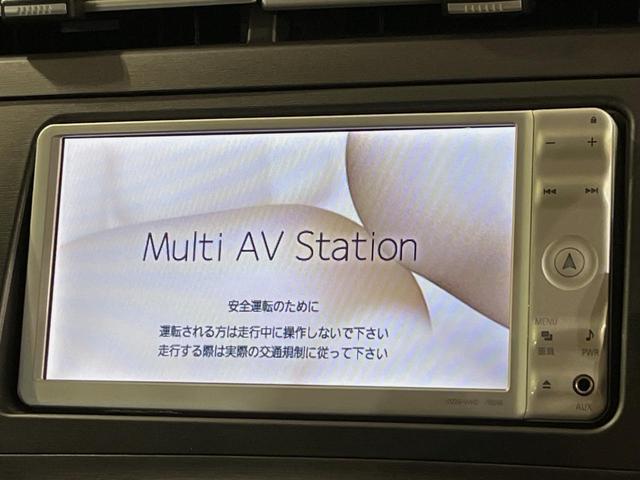 Multi AV Station
安全運転のために
運転される方は走行中に操作しないで下さい
走行する際は実際の交通規制に従って下さい
MENU
画面
PWR
AUX